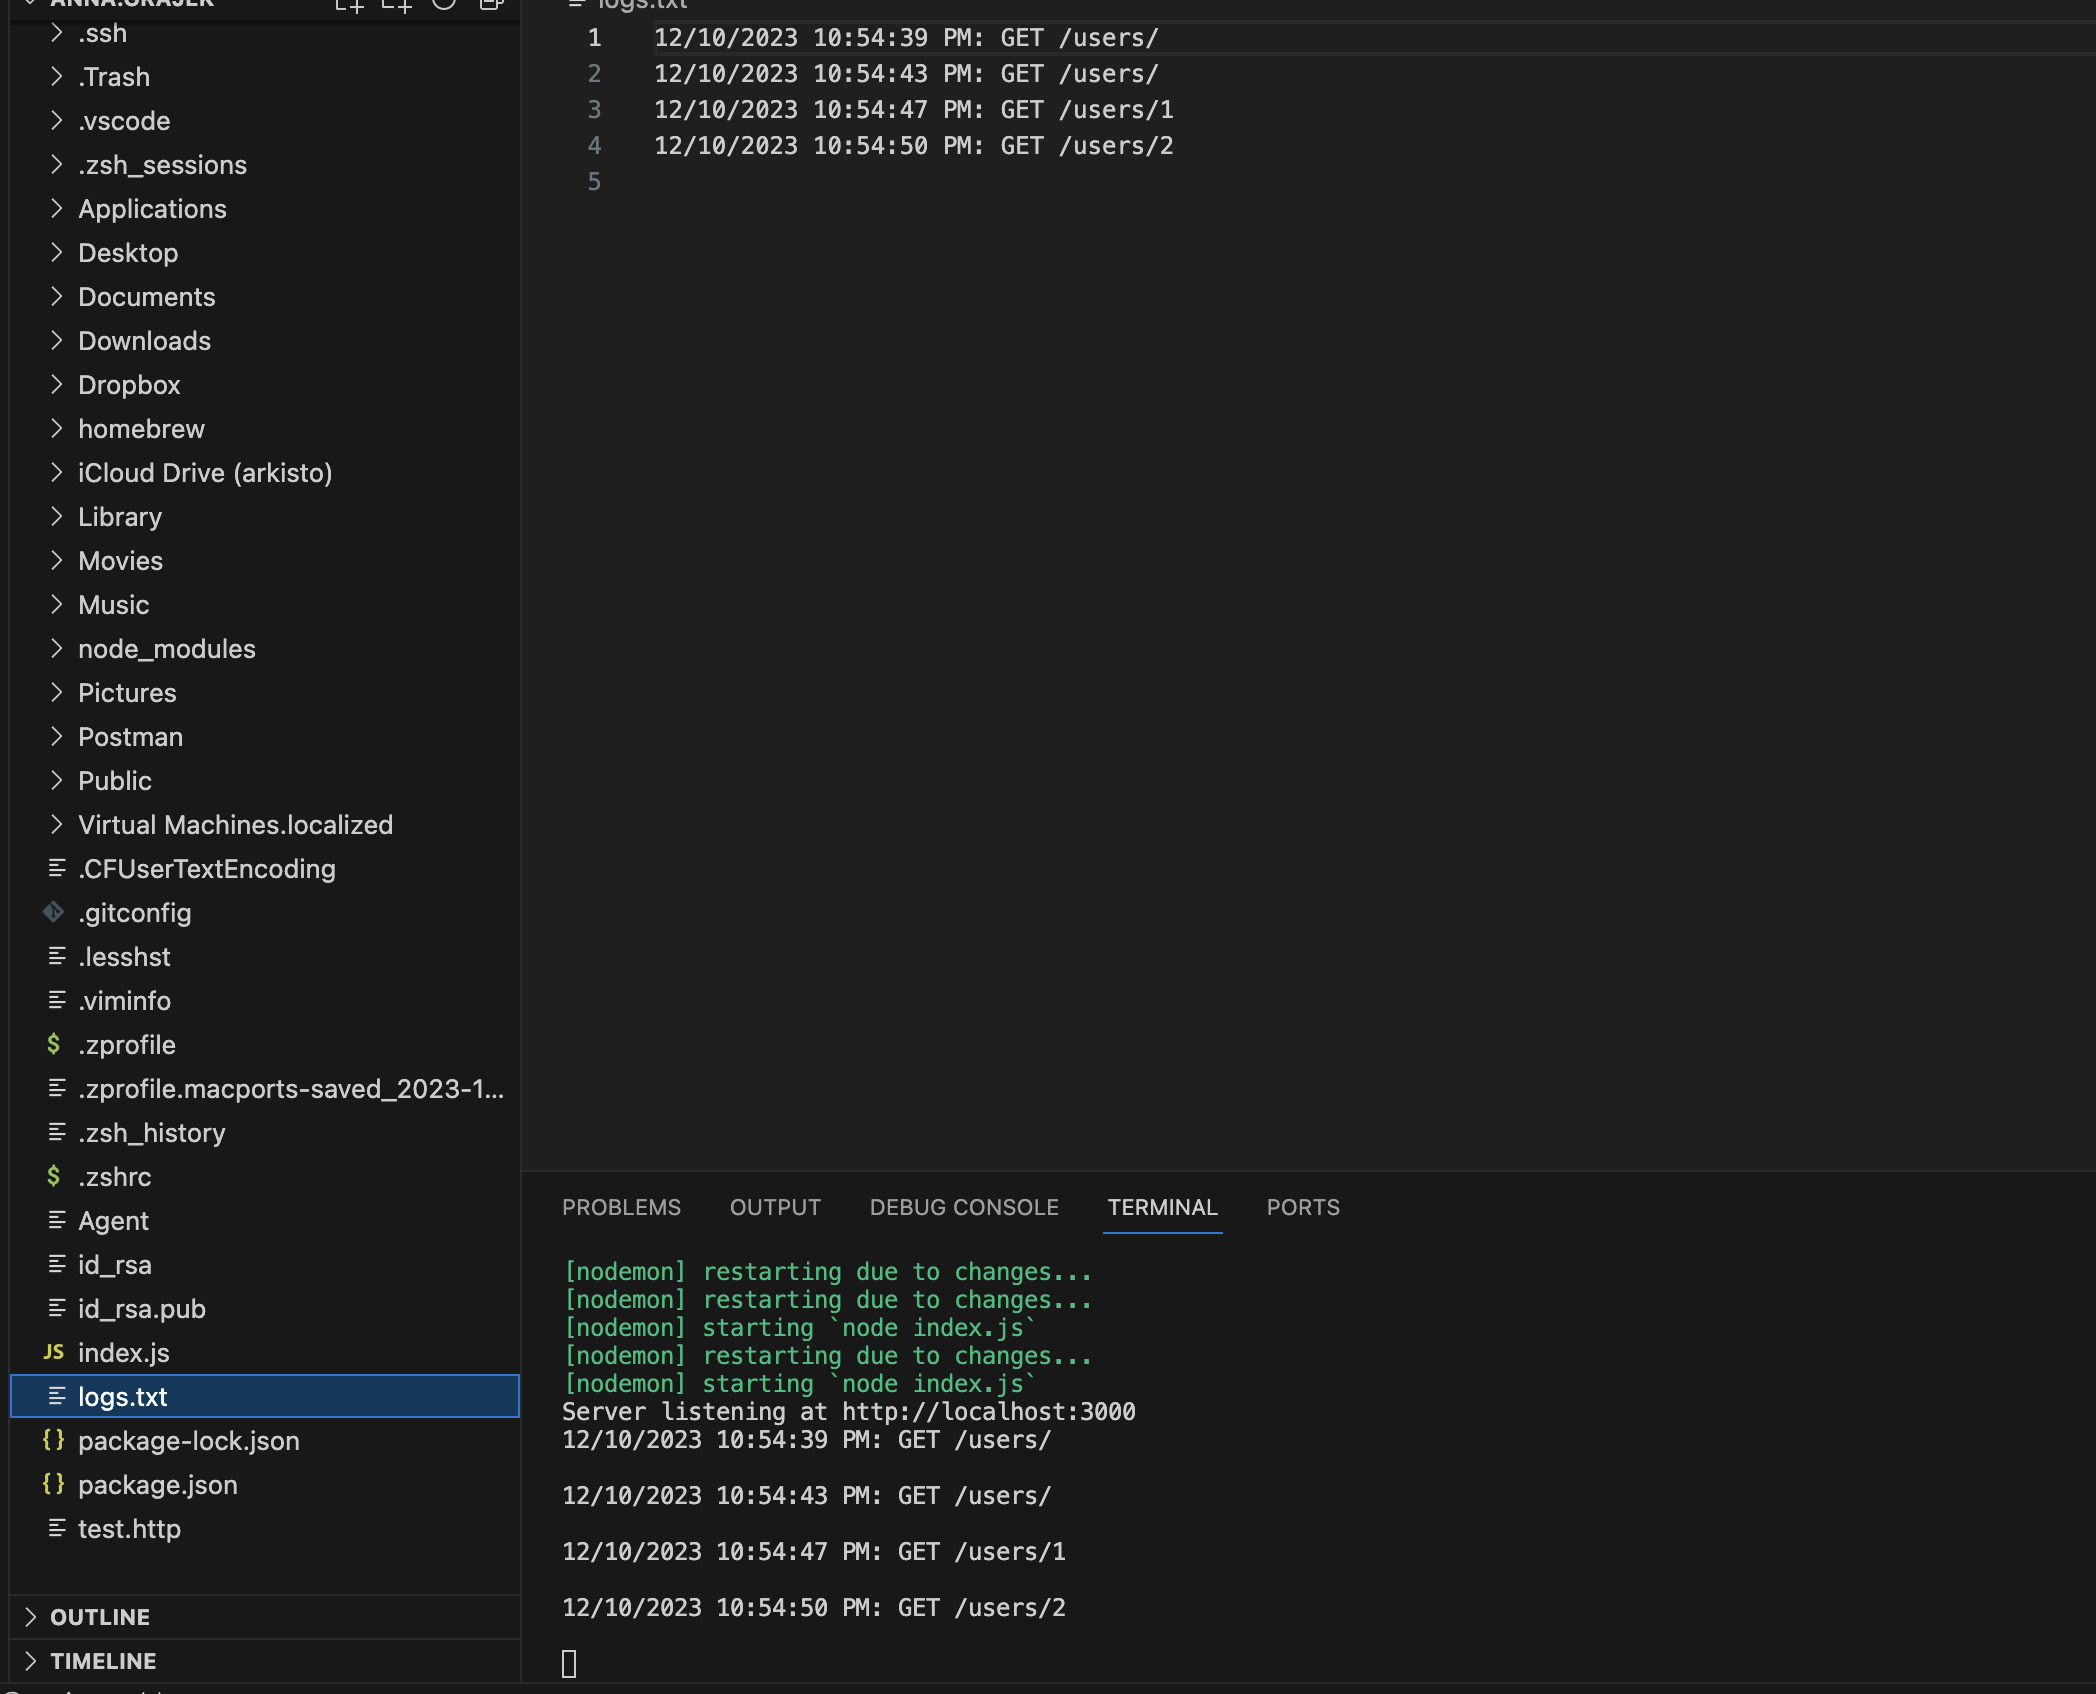 .ssh
.Trash
.vscode
.zsh_sessions
Applications
Desktop
Documents
Downloads
Dropbox
homebrew
iCloud Drive (arkisto)
Library
Movies
Music
node_modules
Pictures
Postman
Public
Virtual Machines.localized
.CFUserTextEncoding
.gitconfig
.lesshst
.viminfo
$ .zprofile
.zprofile.macports-saved_2023-1...
.zsh_history
$ .zshrc
Agent
id_rsa
id_rsa.pub
JS index.js
logs.txt
{} package-lock.json
{} package.json
test.http
OUTLINE
TIMELINE
logs.txt
1 12/10/2023 10:54:39 PM: GET /users/
2 12/10/2023 10:54:43 PM: GET /users/
3 12/10/2023 10:54:47 PM: GET /users/1
4 12/10/2023 10:54:50 PM: GET /users/2
5
PROBLEMS OUTPUT DEBUG CONSOLE TERMINAL PORTS
[nodemon] restarting due to changes...
[nodemon] restarting due to changes...
[nodemon] starting `node index.js`
[nodemon] restarting due to changes...
[nodemon] starting `node index.js`
Server listening at http://localhost:3000
12/10/2023 10:54:39 PM: GET /users/
12/10/2023 10:54:43 PM: GET /users/
12/10/2023 10:54:47 PM: GET /users/1
12/10/2023 10:54:50 PM: GET /users/2